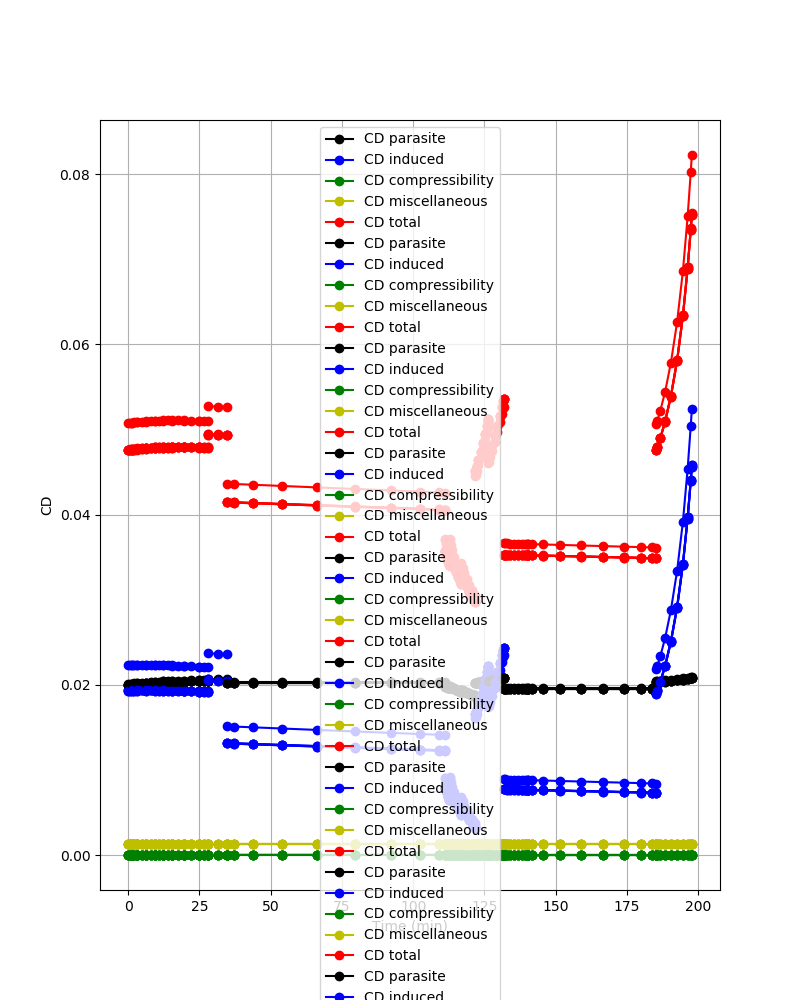 CD parasite
CD induced
CD compressibility
CD miscellaneous
CD total
CD parasite
CD induced
CD compressibility
CD miscellaneous
CD total
CD parasite
CD induced
CD compressibility
CD miscellaneous
CD total
CD parasite
CD induced
CD compressibility
CD miscellaneous
CD total
CD parasite
CD induced
CD compressibility
CD miscellaneous
CD total
CD parasite
CD induced
CD compressibility
CD miscellaneous
CD total
CD parasite
CD induced
CD compressibility
CD miscellaneous
CD total
CD parasite
CD induced
CD compressibility
CD miscellaneous
CD total
CD parasite
CD induced
0.08
0.06
0.04
0.02
0.00
CD
0 25 50 75 100 125 150 175 200
Time (min)